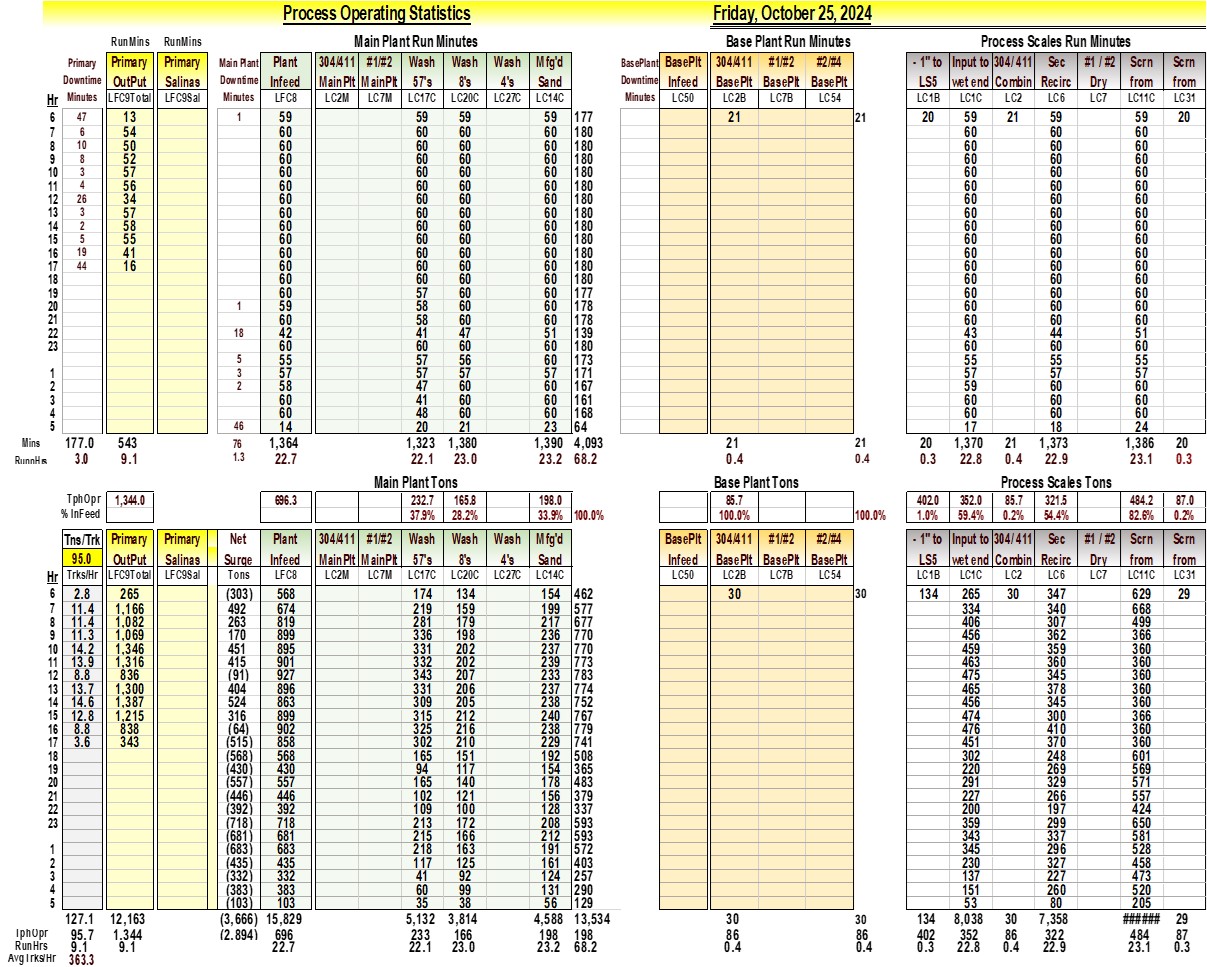 Process Operating Statistics Friday, October 25, 2024
RunMins RunMins Main Plant Run Minutes Base Plant Run Minutes Process Scales Run Minutes
Primary Primary Primary Main Plant Plant 304/411 #1/#2 Wash Wash Wash Mfg'd BasePlant BasePlt 304/411 #1/#2 #2/#4 - 1" to Input to 304/411 Sec #1 / #2 Scrn Scrn
Downtime OutPut Salinas Downtime Infeed MainPlt MainPlt 57's 8's 4's Sand Downtime Infeed BasePlt BasePlt BasePlt LS5 wet end Combin Recirc Dry from from
Hr Minutes LFC9Total LFC9Sal Minutes LFC8 LC2M LC7M LC17C LC20C LC27C LC14C Minutes LC50 LC2B LC7B LC54 LC1B LC1C LC2 LC6 LC7 LC11C LC31
6 47 13 1 59 59 59 59 177 21 21 20 59 21 59 59 20
7 6 54 60 60 60 60 180 60 60 60
8 10 50 60 60 60 60 180 60 60 60
9 8 52 60 60 60 60 180 60 60 60
10 3 57 60 60 60 60 180 60 60 60
11 4 56 60 60 60 60 180 60 60 60
12 26 34 60 60 60 60 180 60 60 60
13 3 57 60 60 60 60 180 60 60 60
14 2 58 60 60 60 60 180 60 60 60
15 5 55 60 60 60 60 180 60 60 60
16 19 41 60 60 60 60 180 60 60 60
17 44 16 60 60 60 60 180 60 60 60
18 60 60 60 60 180 60 60 60
19 60 57 60 60 177 60 60 60
20 1 59 58 60 60 178 60 60 60
21 60 58 60 60 178 60 60 60
22 18 42 41 47 51 139 43 44 51
23 60 60 60 60 180 60 60 60
5 55 57 56 60 173 55 55 55
1 3 57 57 57 57 171 57 57 57
2 2 58 47 60 60 167 59 60 60
3 60 41 60 60 161 60 60 60
4 60 48 60 60 168 60 60 60
5 46 14 20 21 23 64 17 18 24
Mins 177.0 543 76 1,364 1,323 1,380 1,390 4,093 21 21 20 1,370 21 1,373 1,386 20
RunnHrs 3.0 9.1 1.3 22.7 22.1 23.0 23.2 68.2 0.4 0.4 0.3 22.8 0.4 22.9 23.1 0.3
Main Plant Tons Base Plant Tons Process Scales Tons
TphOpr 1,344.0 696.3 232.7 165.8 198.0 85.7 402.0 352.0 85.7 321.5 484.2 87.0
% InFeed 37.9% 28.2% 33.9% 100.0% 100.0% 100.0% 1.0% 59.4% 0.2% 54.4% 82.6% 0.2%
Tns/Trk Primary Primary Net Plant 304/411 #1/#2 Wash Wash Wash Mfg'd BasePlt 304/411 #1/#2 #2/#4 - 1" to Input to 304/411 Sec #1 / #2 Scrn Scrn
95.0 OutPut Salinas Surge Infeed MainPlt MainPlt 57's 8's 4's Sand Infeed BasePlt BasePlt BasePlt LS5 wet end Combin Recirc Dry from from
Hr Trks/Hr LFC9Total LFC9Sal Tons LFC8 LC2M LC7M LC17C LC20C LC27C LC14C LC50 LC2B LC7B LC54 LC1B LC1C LC2 LC6 LC7 LC11C LC31
6 2.8 265 (303) 568 174 134 154 462 30 30 134 265 30 347 629 29
7 11.4 1,166 492 674 219 159 199 577 334 340 668
8 11.4 1,082 263 819 281 179 217 677 406 307 499
9 11.3 1,069 170 899 336 198 236 770 456 362 366
10 14.2 1,346 451 895 331 202 237 770 459 359 360
11 13.9 1,316 415 901 332 202 239 773 463 360 360
12 8.8 836 (91) 927 343 207 233 783 475 345 360
13 13.7 1,300 404 896 331 206 237 774 465 378 360
14 14.6 1,387 524 863 309 205 238 752 456 345 360
15 12.8 1,215 316 899 315 212 240 767 474 300 366
16 8.8 838 (64) 902 325 216 238 779 476 410 360
17 3.6 343 (515) 858 302 210 229 741 451 370 360
18 (568) 568 165 151 192 508 302 248 601
19 (430) 430 94 117 154 365 220 269 569
20 (557) 557 165 140 178 483 291 329 571
21 (446) 446 102 121 156 379 227 266 557
22 (392) 392 109 100 128 337 200 197 424
23 (718) 718 213 172 208 593 359 299 650
(681) 681 215 166 212 593 343 337 581
1 (683) 683 218 163 191 572 345 296 528
2 (435) 435 117 125 161 403 230 327 458
3 (332) 332 41 92 124 257 137 227 473
4 (383) 383 60 99 131 290 151 260 520
5 (103) 103 35 38 56 129 53 80 205
127.1 12,163 (3,666) 15,829 5,132 3,814 4,588 13,534 30 30 134 8,038 30 7,358 ###### 29
TphOpr 95.7 1,344 (2.894) 696 233 166 198 198 86 86 402 352 86 322 484 87
RunHrs 9.1 9.1 22.7 22.1 23.0 23.2 68.2 0.4 0.4 0.3 22.8 0.4 22.9 23.1 0.3
AvgTrks/Hr 363.3